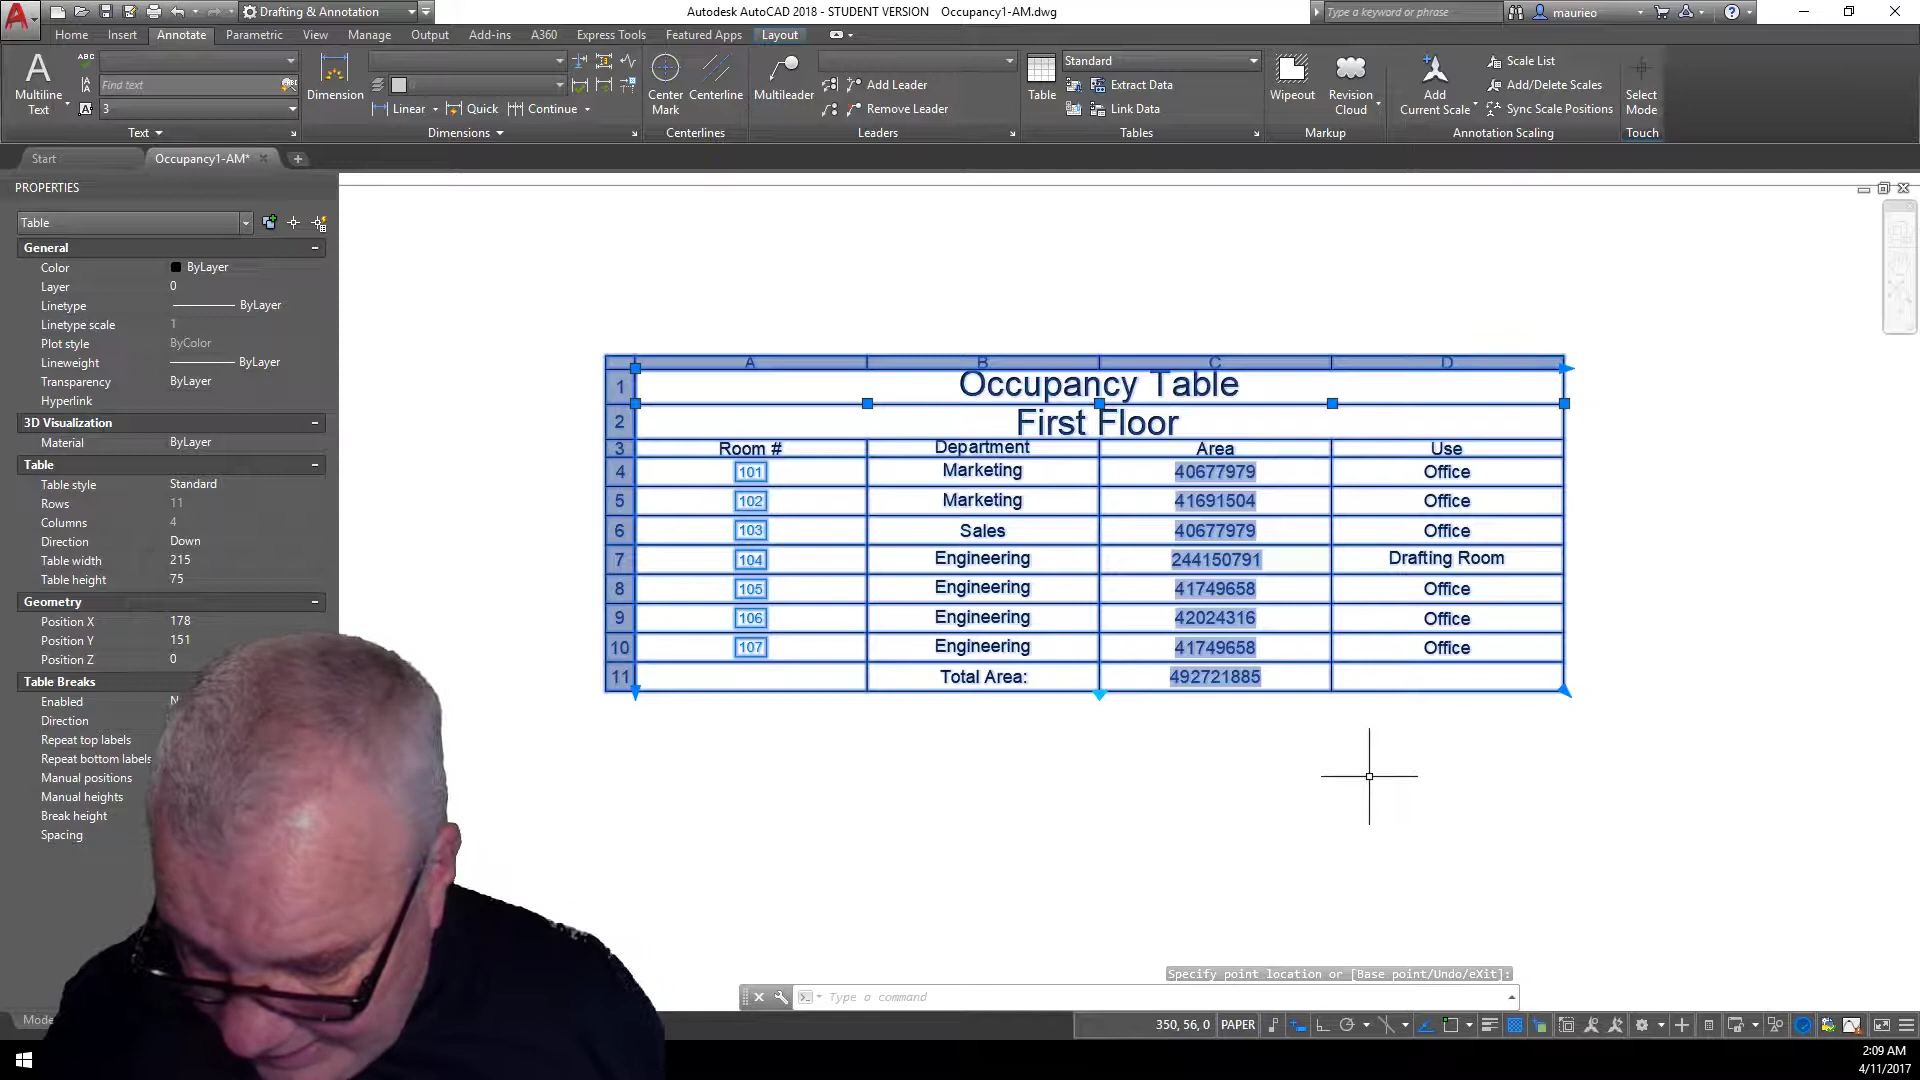 Drafting & Annotation
Autodesk AutoCAD 2018 - STUDENT VERSION Occupancy1-AM.dwg
Type a keyword or phrase
maurieo
Home Insert Annotate Parametric View Manage Output Add-ins A360 Express Tools Featured Apps Layout
Multiline Text
ABC
Find text
3
Text
Dimension
0
Linear Quick Continue
Dimensions
Center Mark
Centerline
Centerlines
Multileader
Add Leader
Remove Leader
Leaders
Table
Standard
Extract Data
Link Data
Tables
Wipeout
Revision Cloud
Markup
Add Current Scale
Scale List
Add/Delete Scales
Sync Scale Positions
Annotation Scaling
Select Mode
Touch
Start
Occupancy1-AM*
PROPERTIES
Table
General
Color ByLayer
Layer 0
Linetype ByLayer
Linetype scale 1
Plot style ByColor
Lineweight ByLayer
Transparency ByLayer
Hyperlink
3D Visualization
Material ByLayer
Table
Table style Standard
Rows 11
Columns 4
Direction Down
Table width 215
Table height 75
Geometry
Position X 178
Position Y 151
Position Z 0
Table Breaks
Enabled
Direction
Repeat top labels
Repeat bottom labels
Manual positions
Manual heights
Break height
Spacing
A B C D
1 Occupancy Table
2 First Floor
3 Room # Department Area Use
4 101 Marketing 40677979 Office
5 102 Marketing 41691504 Office
6 103 Sales 40677979 Office
7 104 Engineering 244150791 Drafting Room
8 105 Engineering 41749658 Office
9 106 Engineering 42024316 Office
10 107 Engineering 41749658 Office
11 Total Area: 492721885
Specify point location or [Base point/Undo/eXit]:
Type a command
350, 56, 0 PAPER
2:09 AM
4/11/2017